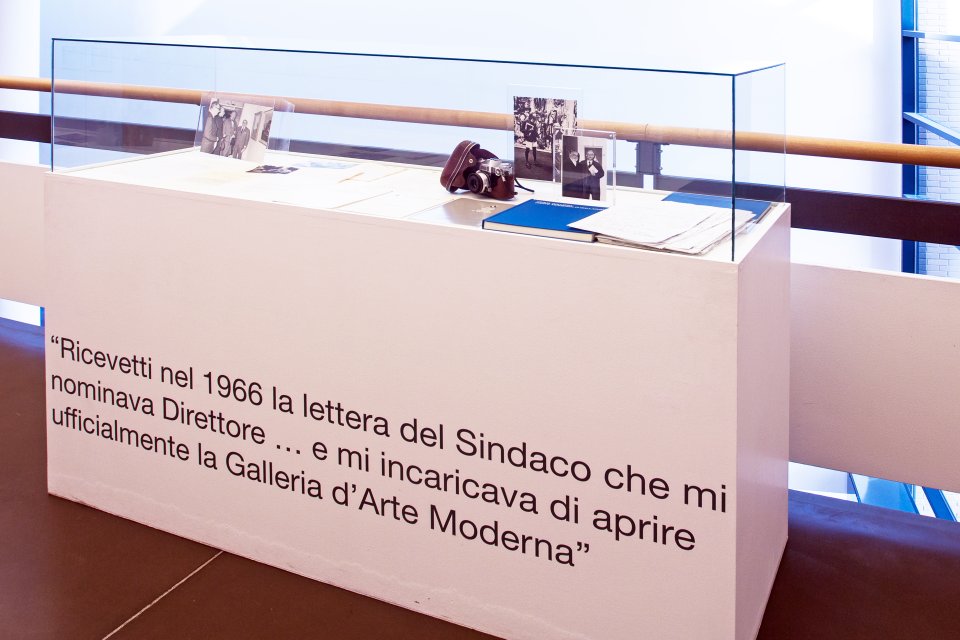 “Ricevetti nel 1966 la lettera del Sindaco che mi
nominava Direttore … e mi incaricava di aprire
ufficialmente la Galleria d’Arte Moderna”